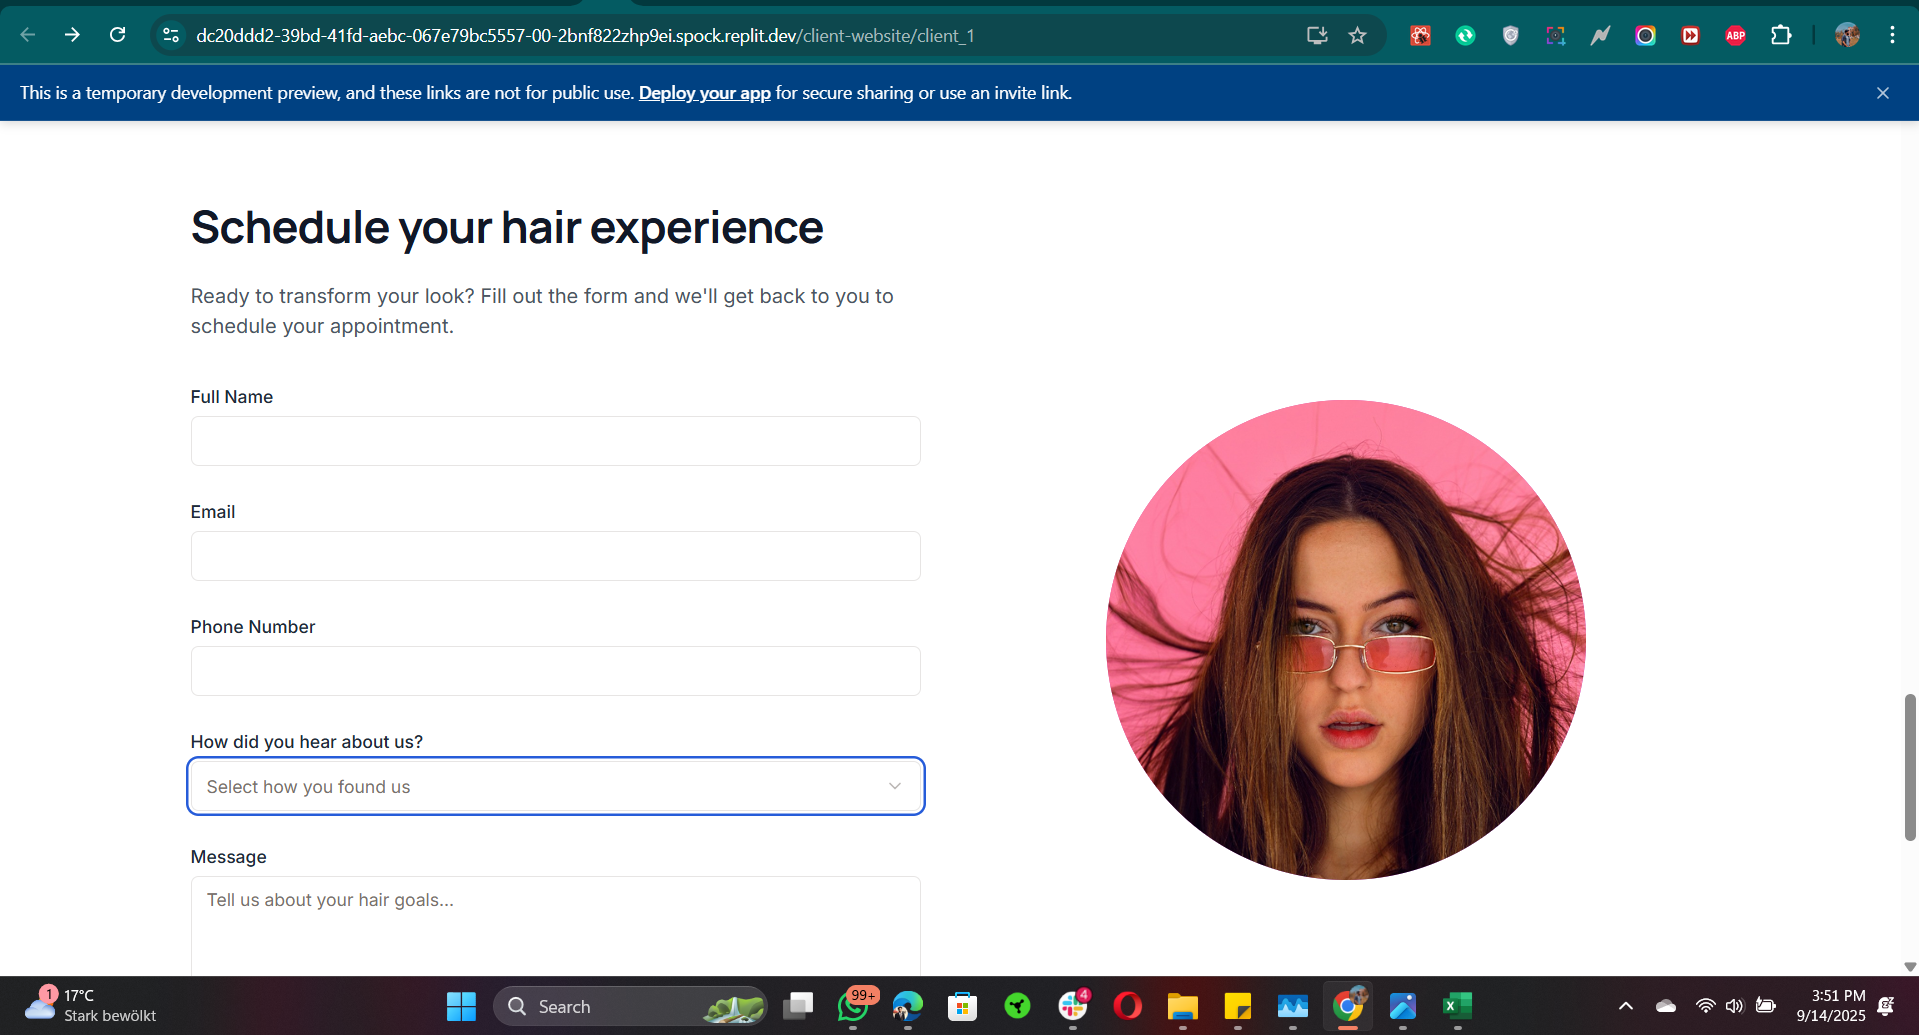 dc20ddd2-39bd-41fd-aebc-067e79bc5557-00-2bnf822zhp9ei.spock.replit.dev/client-website/client_1
ABP
This is a temporary development preview, and these links are not for public use. Deploy your app for secure sharing or use an invite link.
Schedule your hair experience
Ready to transform your look? Fill out the form and we'll get back to you to
schedule your appointment.
Full Name
Email
Phone Number
How did you hear about us?
Select how you found us
Message
Tell us about your hair goals...
1
17°C
Stark bewölkt
Search
99+
4
3:51 PM
9/14/2025